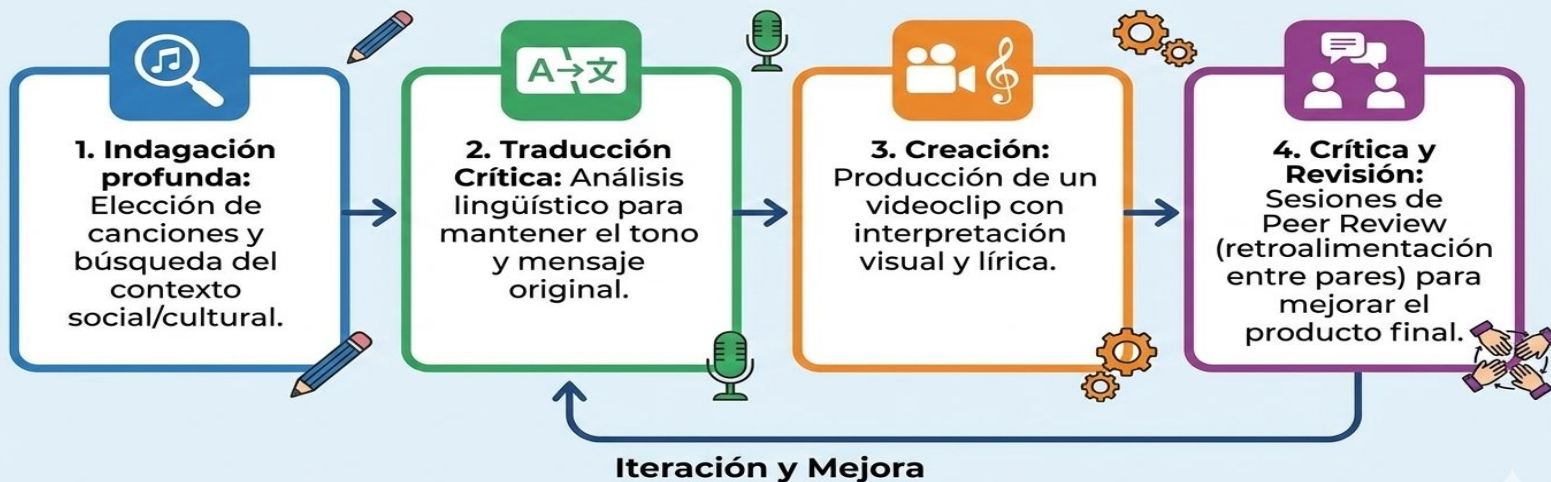 1. Indagación
profunda:
Elección de
canciones y
búsqueda del
contexto
social/cultural.
A→文
2. Traducción
Crítica: Análisis
lingüístico para
mantener el tono
y mensaje
original.
3. Creación:
Producción de un
videoclip con
interpretación
visual y lírica.
4. Crítica y
Revisión:
Sesiones de
Peer Review
(retroalimentación
entre pares) para
mejorar el
producto final.
Iteración y Mejora